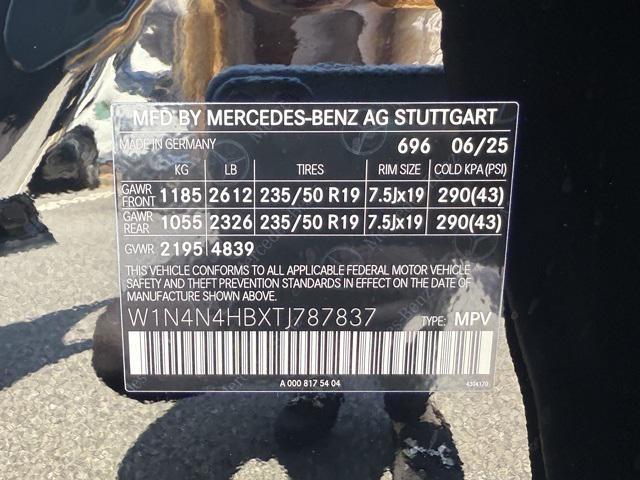 MFD BY MERCEDES-BENZ AG STUTTGART
MADE IN GERMANY 696 06/25
KG LB TIRES RIM SIZE COLD KPA (PSI)
GAWR FRONT 1185 2612 235/50 R19 7.5Jx19 290(43)
GAWR REAR 1055 2326 235/50 R19 7.5Jx19 290(43)
GVWR 2195 4839
THIS VEHICLE CONFORMS TO ALL APPLICABLE FEDERAL MOTOR VEHICLE
SAFETY AND THEFT PREVENTION STANDARDS IN EFFECT ON THE DATE
OF MANUFACTURE SHOWN ABOVE.
W1N4N4HBXTJ787837 TYPE: MPV
A 000 817 54 04